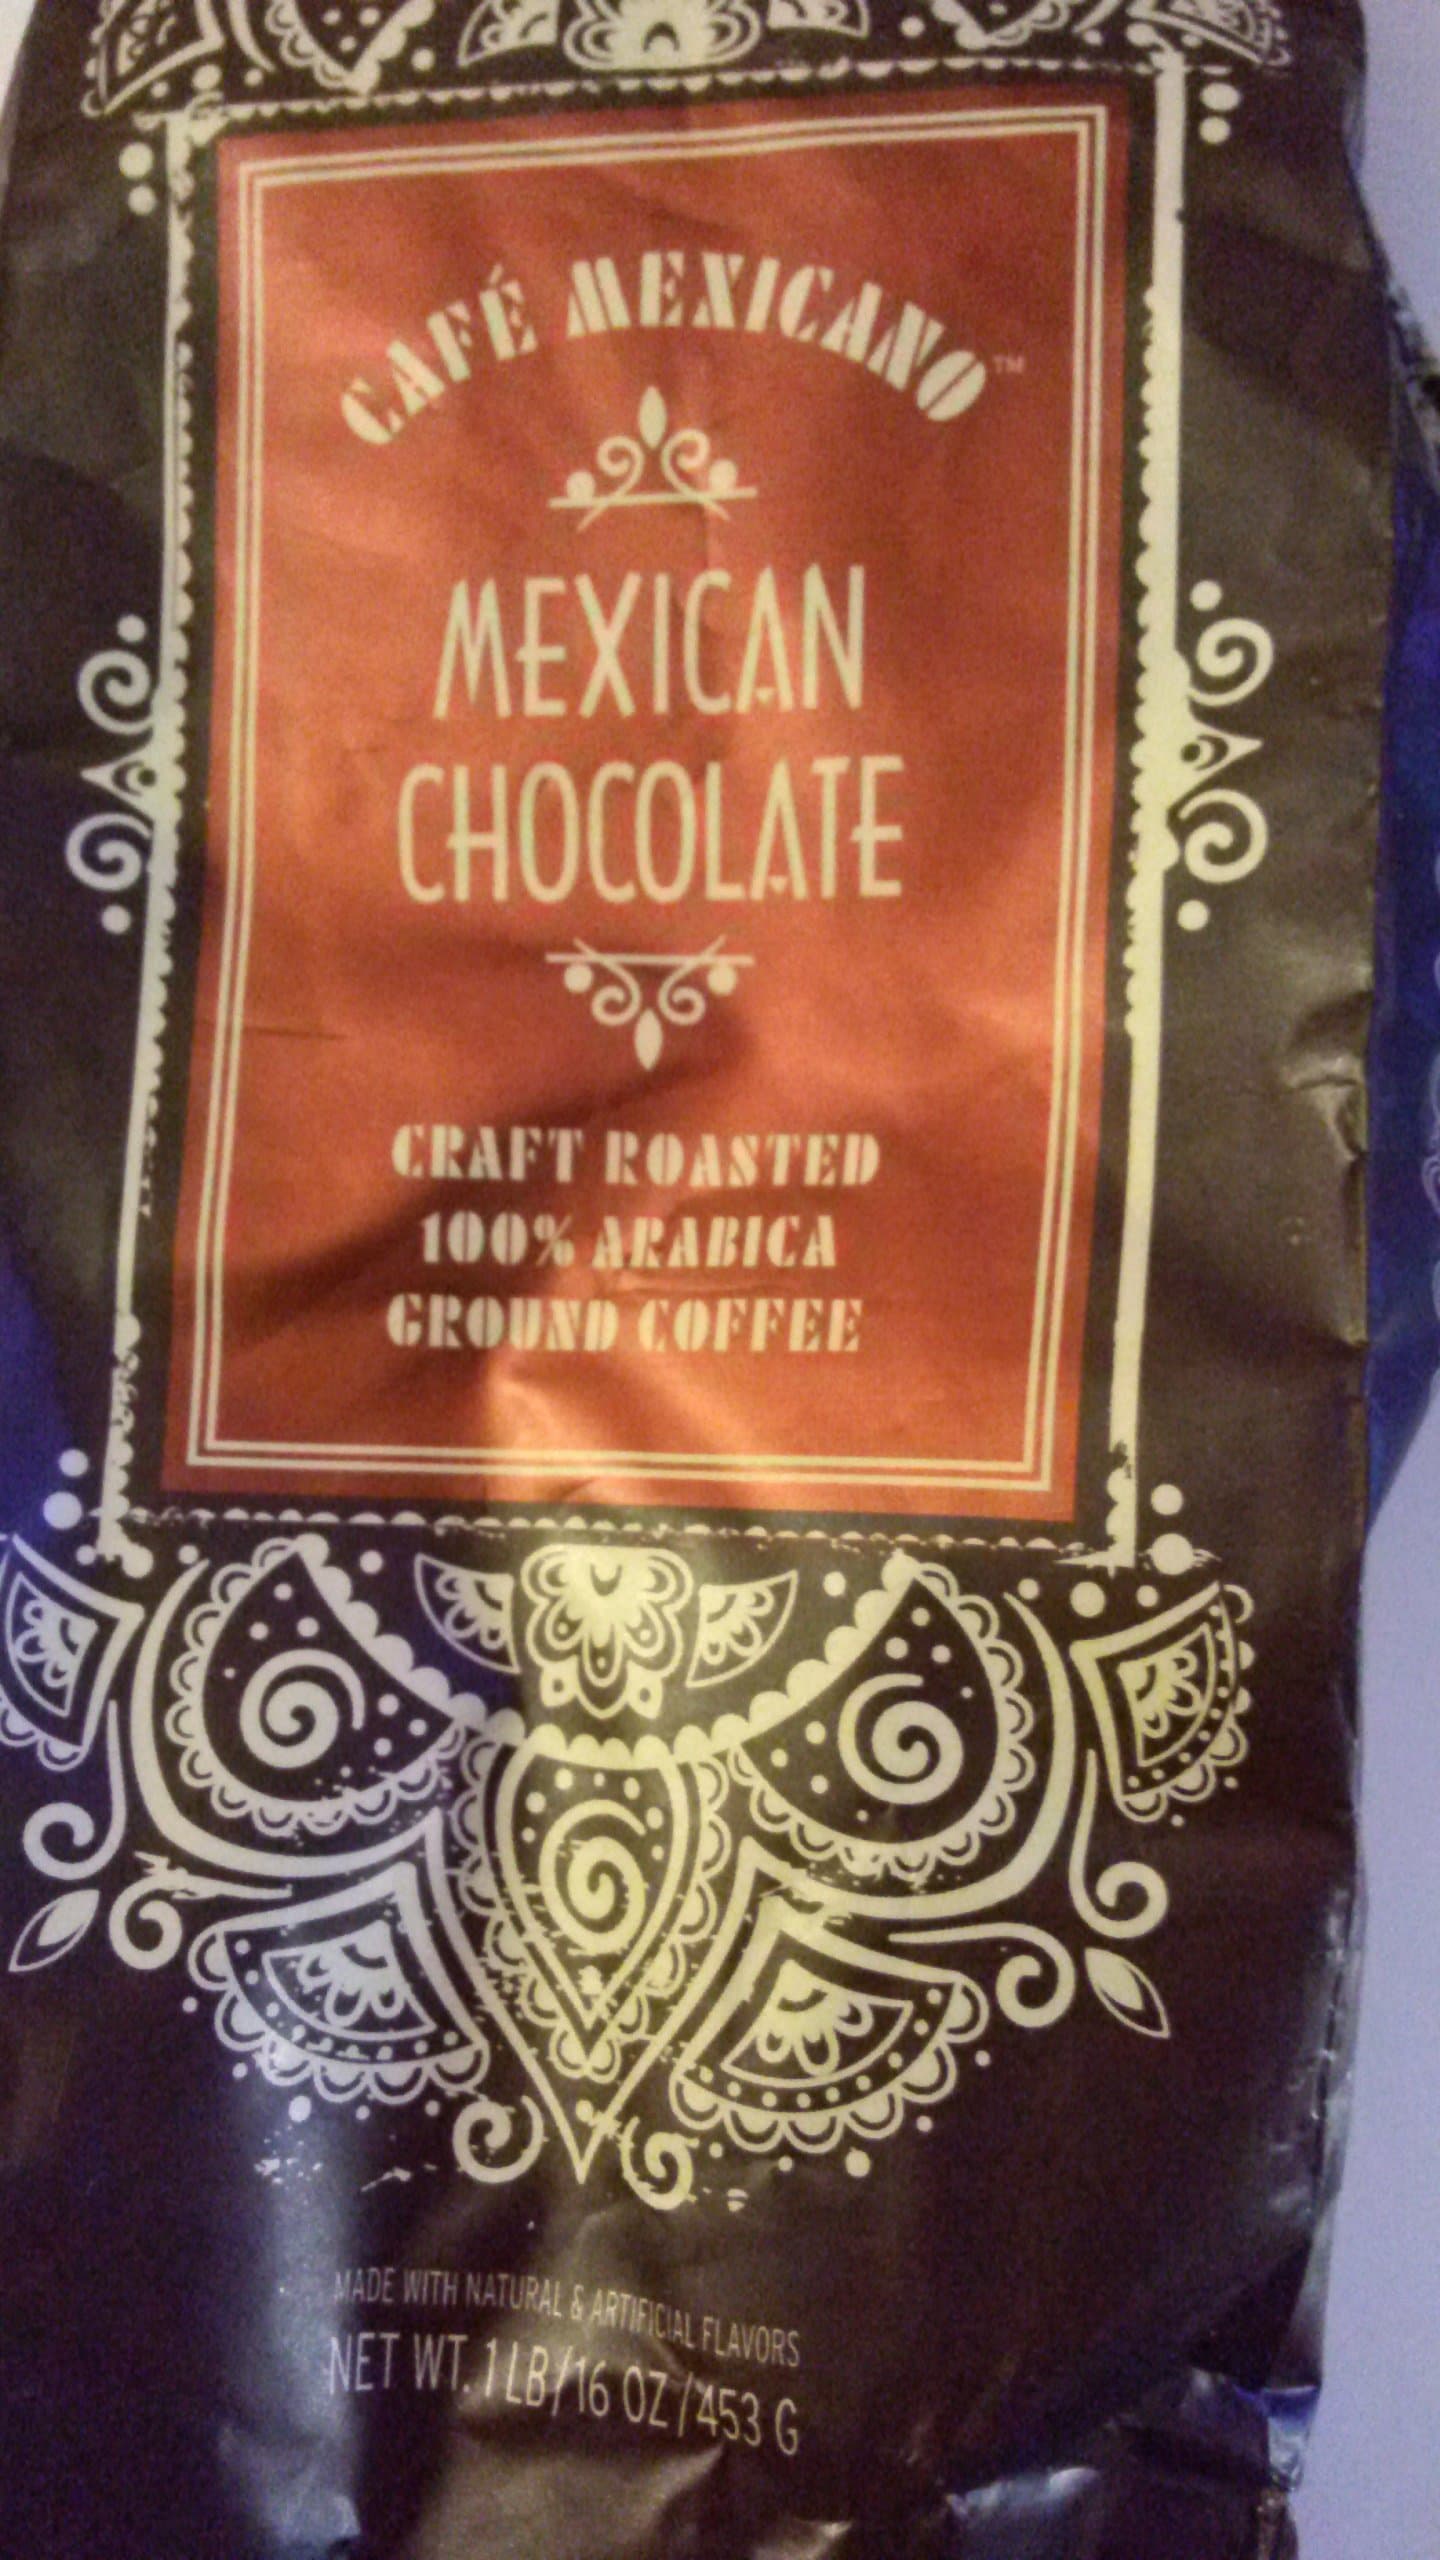 CAFÉ MEXICANO™
MEXICAN
CHOCOLATE
CRAFT ROASTED
100% ARABICA
GROUND COFFEE
MADE WITH NATURAL & ARTIFICIAL FLAVORS
NET WT. 1 LB/16 OZ/453 G